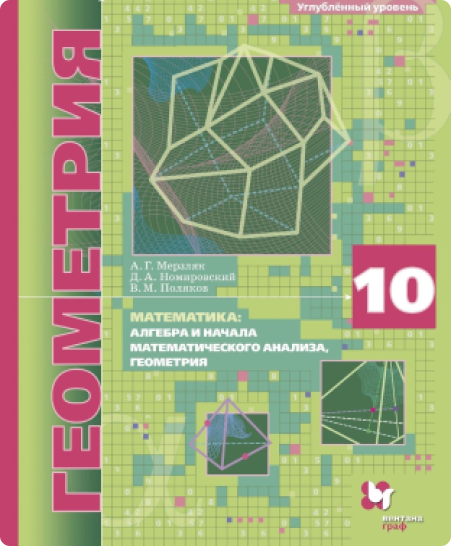 Углублённый уровень
ГЕОМЕТРИЯ
А. Г. Мерзляк
Д. А. Номировский
В. М. Поляков
10
МАТЕМАТИКА:
АЛГЕБРА И НАЧАЛА
МАТЕМАТИЧЕСКОГО АНАЛИЗА,
ГЕОМЕТРИЯ
вентана
граф